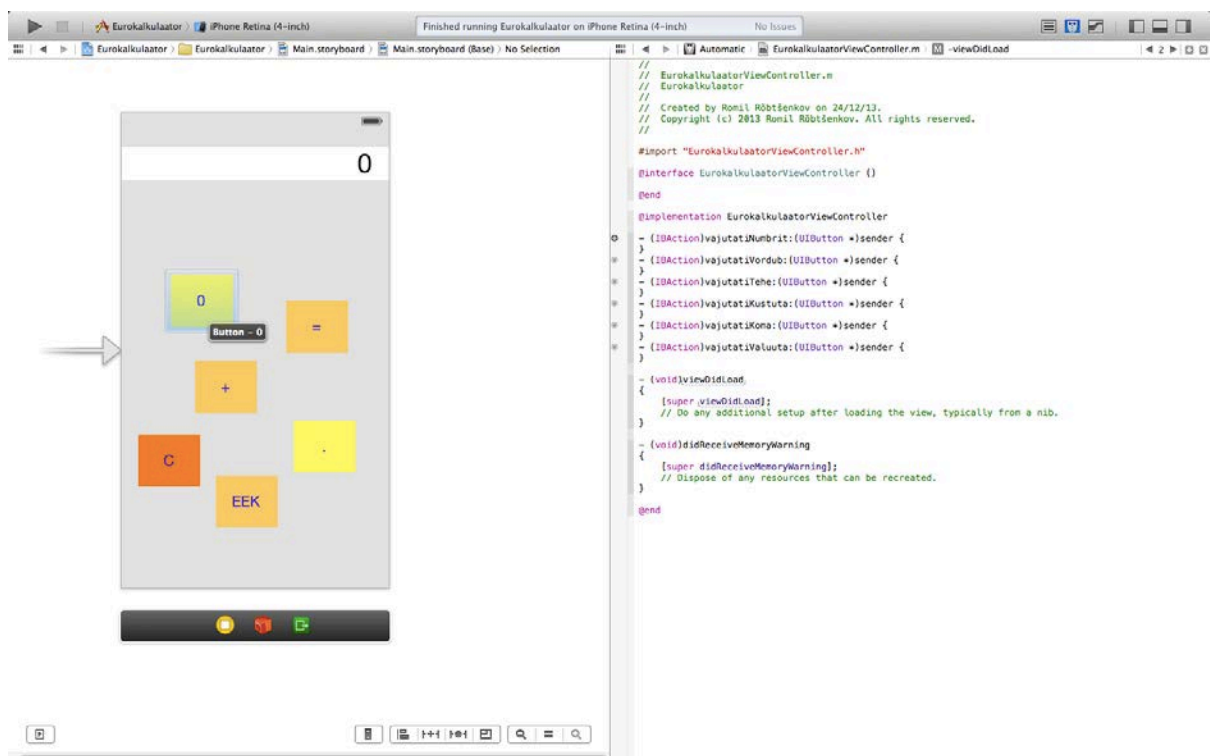 Eurokalkulaator iPhone Retina (4-inch)
Finished running Eurokalkulaator on iPhone Retina (4-inch) No Issues
Eurokalkulaator Eurokalkulaator Main.storyboard Main.storyboard (Base) No Selection
Automatic EurokalkulaatorViewController.m M -viewDidLoad
2
0
0
Button - 0
=
+
C
.
EEK
//
// EurokalkulaatorViewController.m
// Eurokalkulaator
//
// Created by Romil Rõbtšenkov on 24/12/13.
// Copyright (c) 2013 Romil Rõbtšenkov. All rights reserved.
//
#import "EurokalkulaatorViewController.h"
@interface EurokalkulaatorViewController ()
@end
@implementation EurokalkulaatorViewController
- (IBAction)vajutatiNumbrit:(UIButton *)sender {
}
- (IBAction)vajutatiVordub:(UIButton *)sender {
}
- (IBAction)vajutatiTehe:(UIButton *)sender {
}
- (IBAction)vajutatiKustuta:(UIButton *)sender {
}
- (IBAction)vajutatiKoma:(UIButton *)sender {
}
- (IBAction)vajutatiValuuta:(UIButton *)sender {
}
- (void)viewDidLoad
{
[super viewDidLoad];
// Do any additional setup after loading the view, typically from a nib.
}
- (void)didReceiveMemoryWarning
{
[super didReceiveMemoryWarning];
// Dispose of any resources that can be recreated.
}
@end